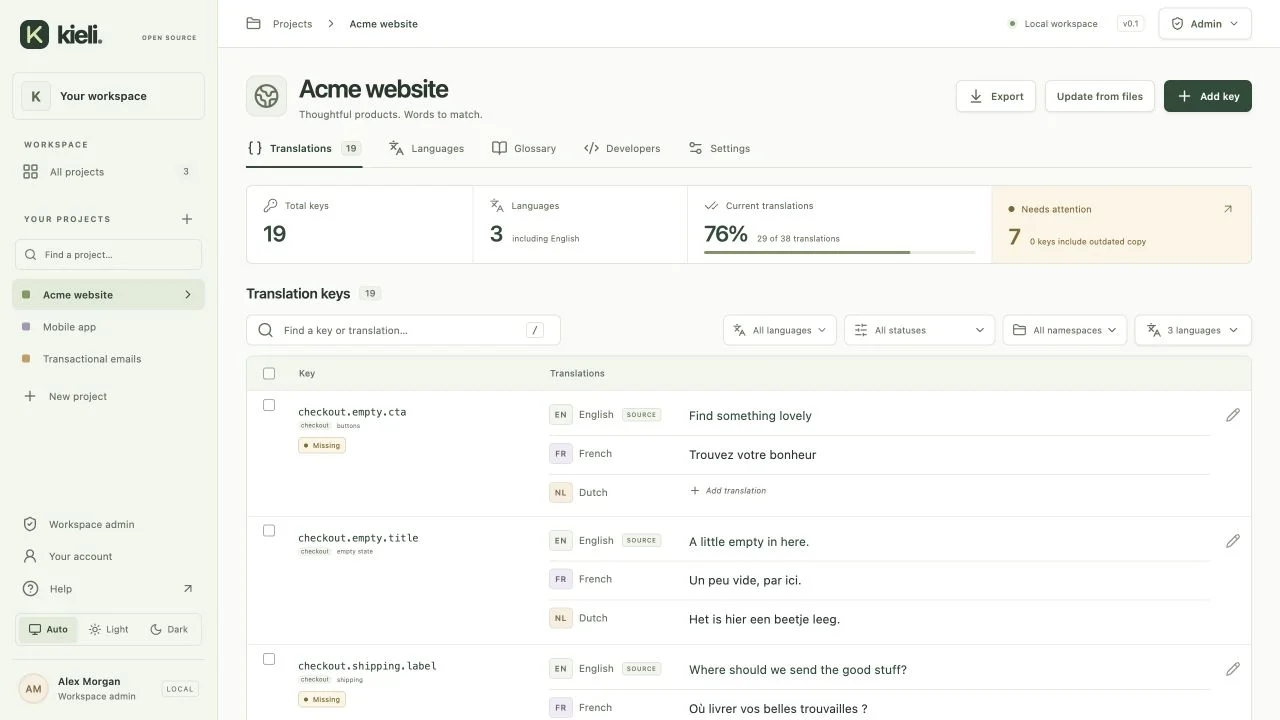 K kieli. OPEN SOURCE
K Your workspace
WORKSPACE
All projects 3
YOUR PROJECTS
Find a project...
Acme website
Mobile app
Transactional emails
New project
Workspace admin
Your account
Help
Auto Light Dark
AM Alex Morgan
Workspace admin
LOCAL
Projects Acme website
Local workspace v0.1 Admin
Acme website
Thoughtful products. Words to match.
Export Update from files Add key
Translations 19 Languages Glossary Developers Settings
Total keys
19
Languages
3 including English
Current translations
76% 29 of 38 translations
Needs attention
7 0 keys include outdated copy
Translation keys 19
Find a key or translation... /
All languages All statuses All namespaces 3 languages
Key Translations
checkout.empty.cta
checkout buttons
Missing
EN English SOURCE Find something lovely
FR French Trouvez votre bonheur
NL Dutch + Add translation
checkout.empty.title
checkout empty state
EN English SOURCE A little empty in here.
FR French Un peu vide, par ici.
NL Dutch Het is hier een beetje leeg.
checkout.shipping.label
checkout shipping
Missing
EN English SOURCE Where should we send the good stuff?
FR French Où livrer vos belles trouvailles ?